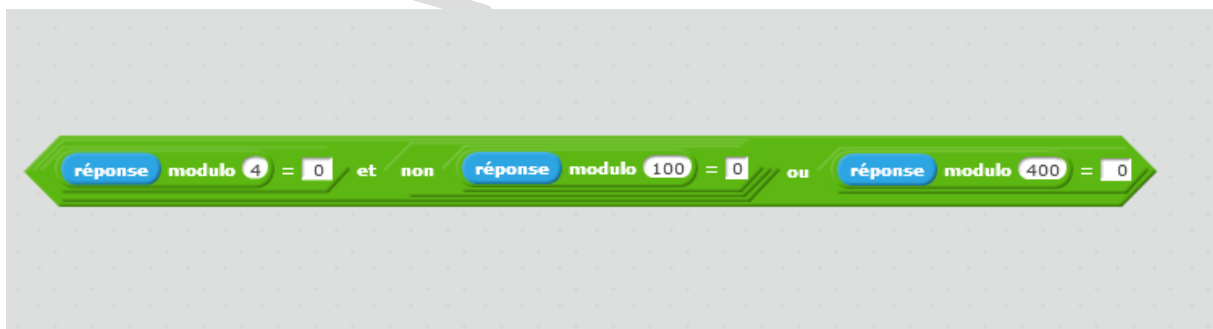 réponse modulo 4 = 0 et non réponse modulo 100 = 0 ou réponse modulo 400 = 0